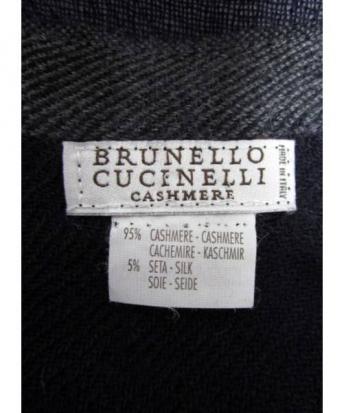 BRUNELLO
CUCINELLI
CASHMERE
MADE IN ITALY
95% CASHMERE - CASHMERE
CACHEMIRE - KASCHMIR
5% SETA - SILK
SOIE - SEIDE